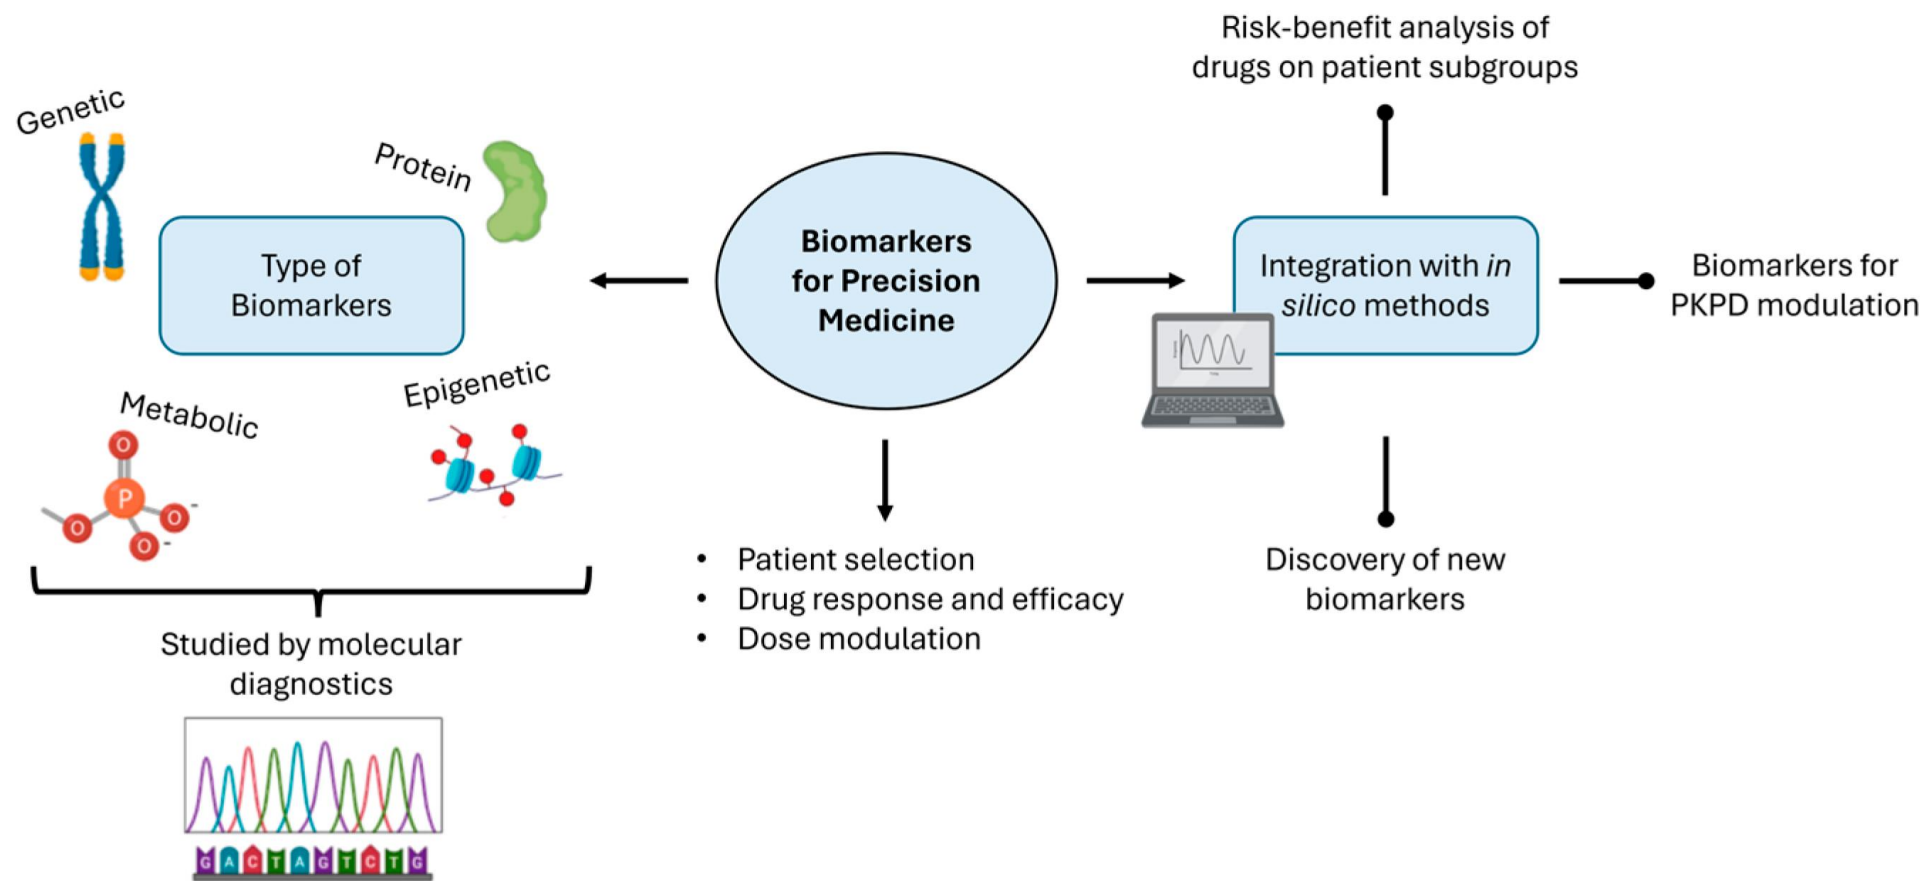 Genetic
Protein
Type of
Biomarkers
Metabolic
Epigenetic
O
P
O
O-
O-
Studied by molecular
diagnostics
G A C T A G T C T G
Biomarkers
for Precision
Medicine
• Patient selection
• Drug response and efficacy
• Dose modulation
Risk-benefit analysis of
drugs on patient subgroups
Integration with in
silico methods
Biomarkers for
PKPD modulation
Discovery of new
biomarkers